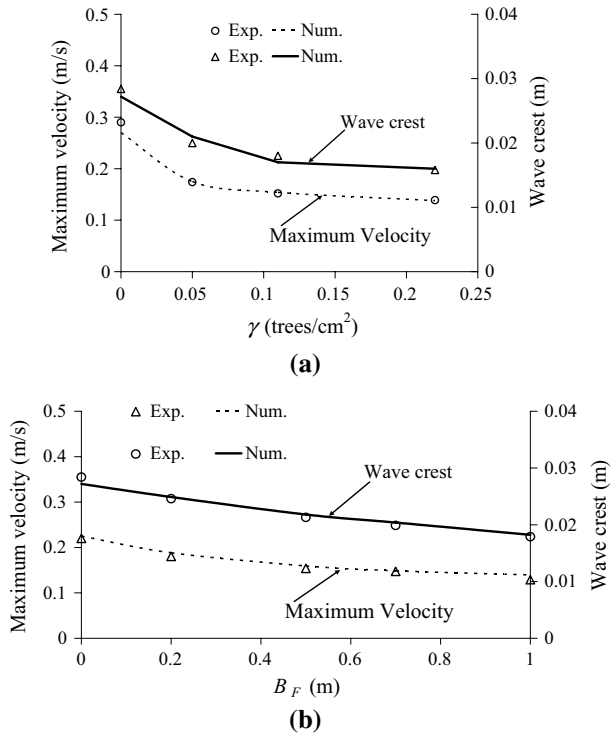 Exp. Num.
Exp. Num.
Maximum velocity (m/s)
0.5
0.4
0.3
0.2
0.1
0
Wave crest
Maximum Velocity
0.04
0.03
0.02
0.01
0
Wave crest (m)
0 0.05 0.1 0.15 0.2 0.25
γ (trees/cm²)
(a)
Exp. Num.
Exp. Num.
Maximum velocity (m/s)
0.5
0.4
0.3
0.2
0.1
0
Wave crest
Maximum Velocity
0.04
0.03
0.02
0.01
0
Wave crest (m)
0 0.2 0.4 0.6 0.8 1
B_F (m)
(b)